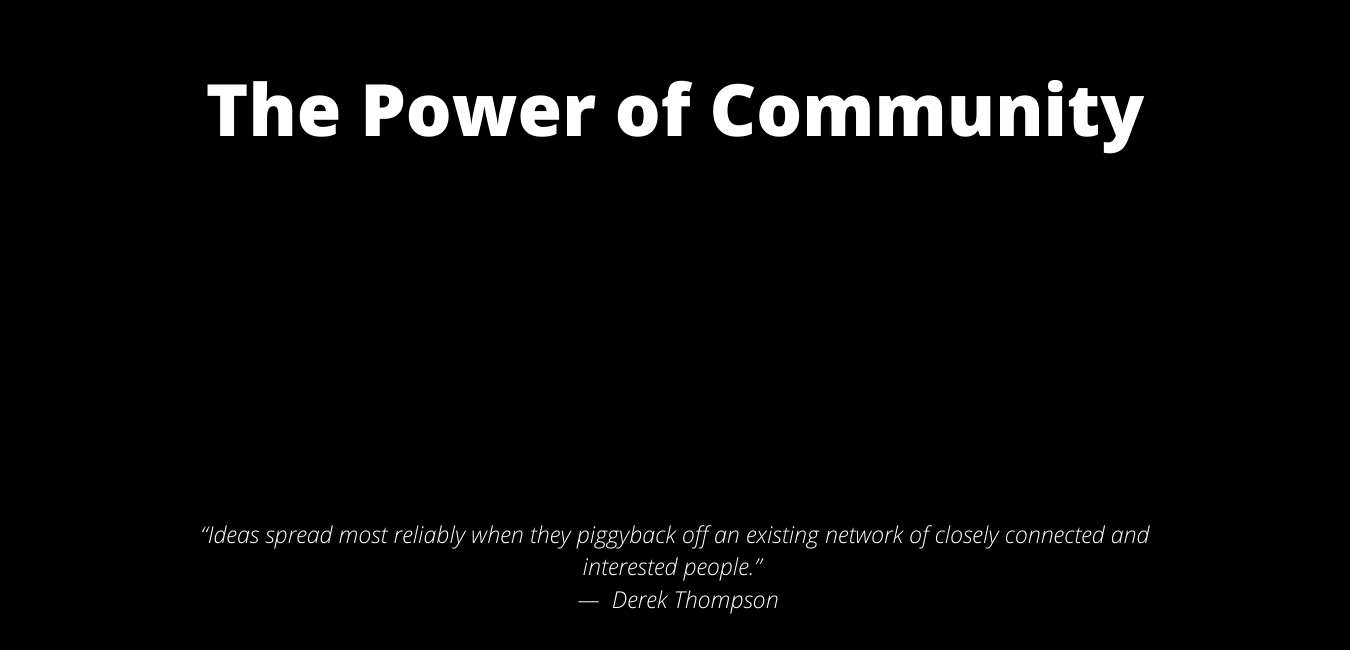 The Power of Community
“Ideas spread most reliably when they piggyback off an existing network of closely connected and
interested people.”
— Derek Thompson